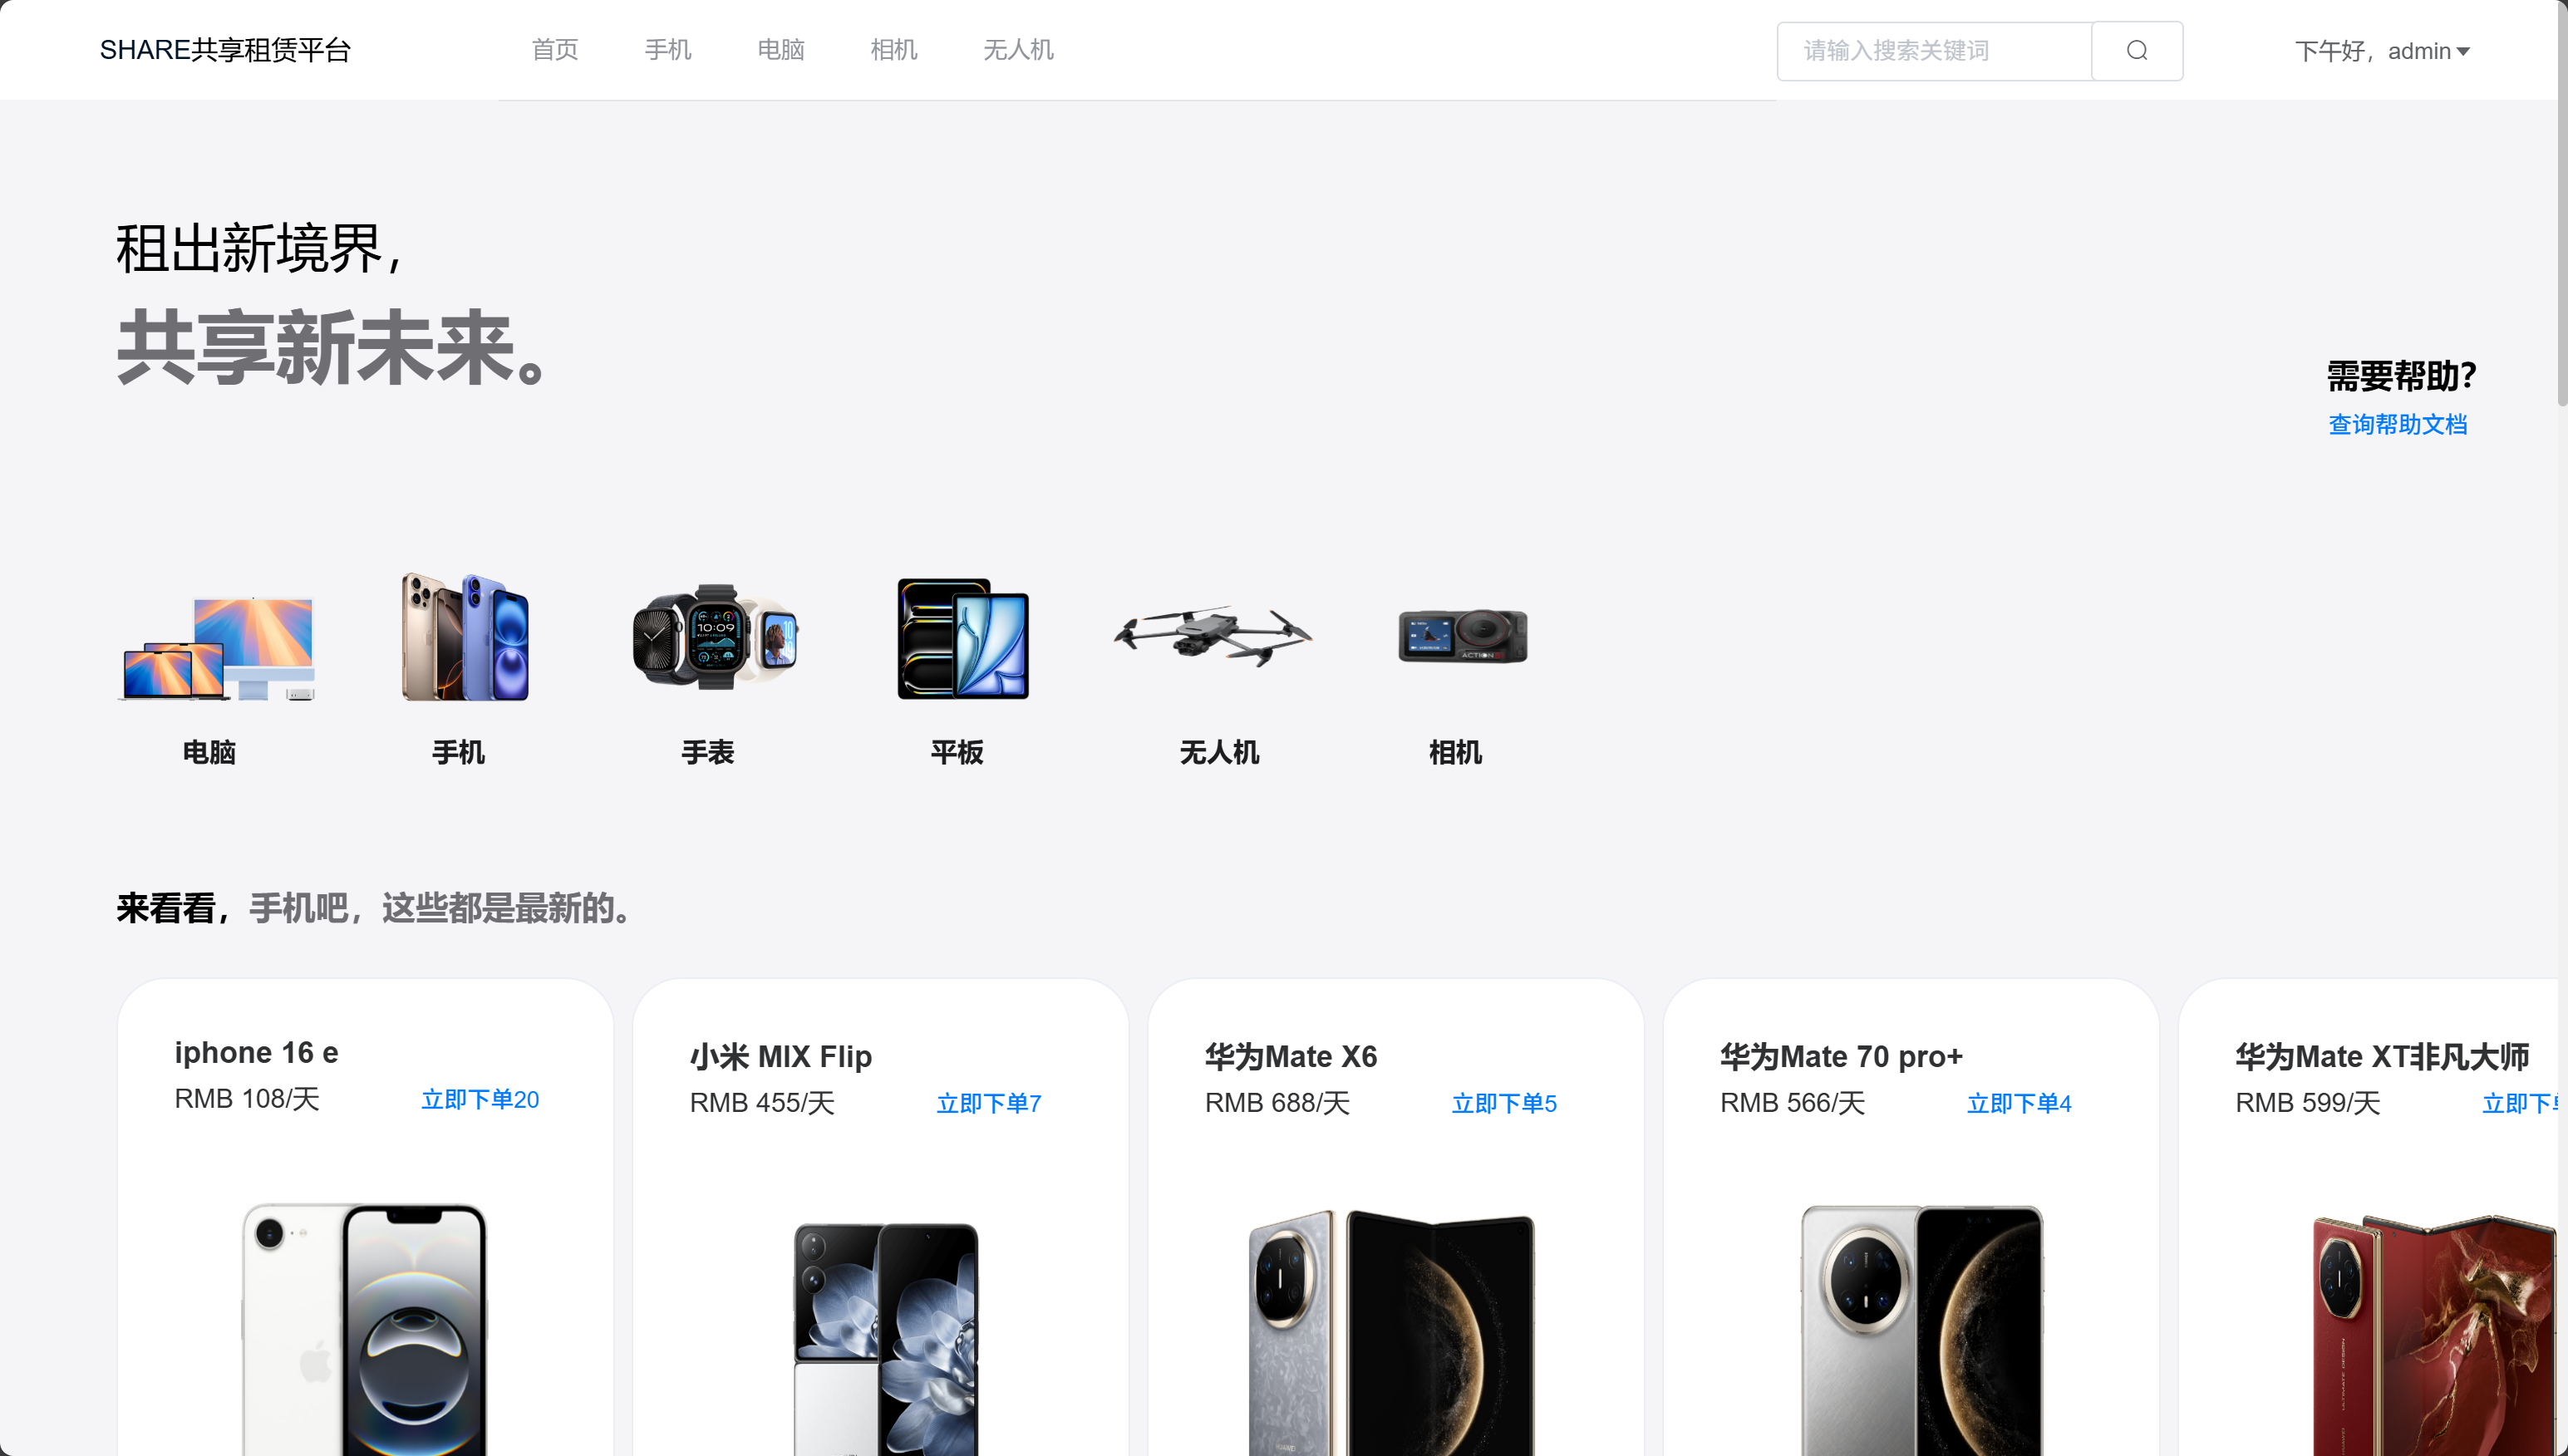 SHARE共享租赁平台 首页 手机 电脑 相机 无人机 请输入搜索关键词 下午好，admin
租出新境界，
共享新未来。
需要帮助？
查询帮助文档
10:09
ACTION
电脑 手机 手表 平板 无人机 相机
来看看，手机吧，这些都是最新的。
iphone 16 e
RMB 108/天 立即下单20
小米 MIX Flip
RMB 455/天 立即下单7
华为Mate X6
RMB 688/天 立即下单5
华为Mate 70 pro+
RMB 566/天 立即下单4
华为Mate XT非凡大师
RMB 599/天 立即下单
HUAWEI
ULTIMATE DESIGN